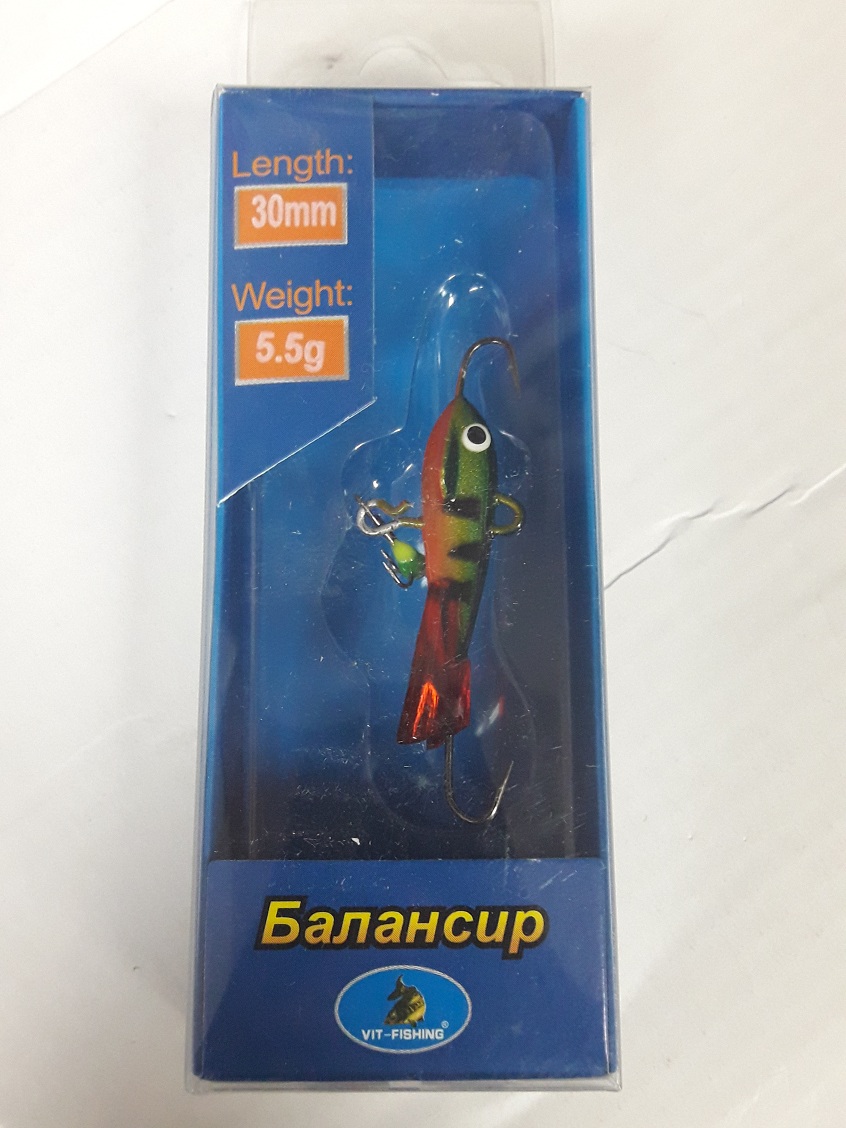 Length:
30mm
Weight:
5.5g
Балансир
VIT-FISHING®